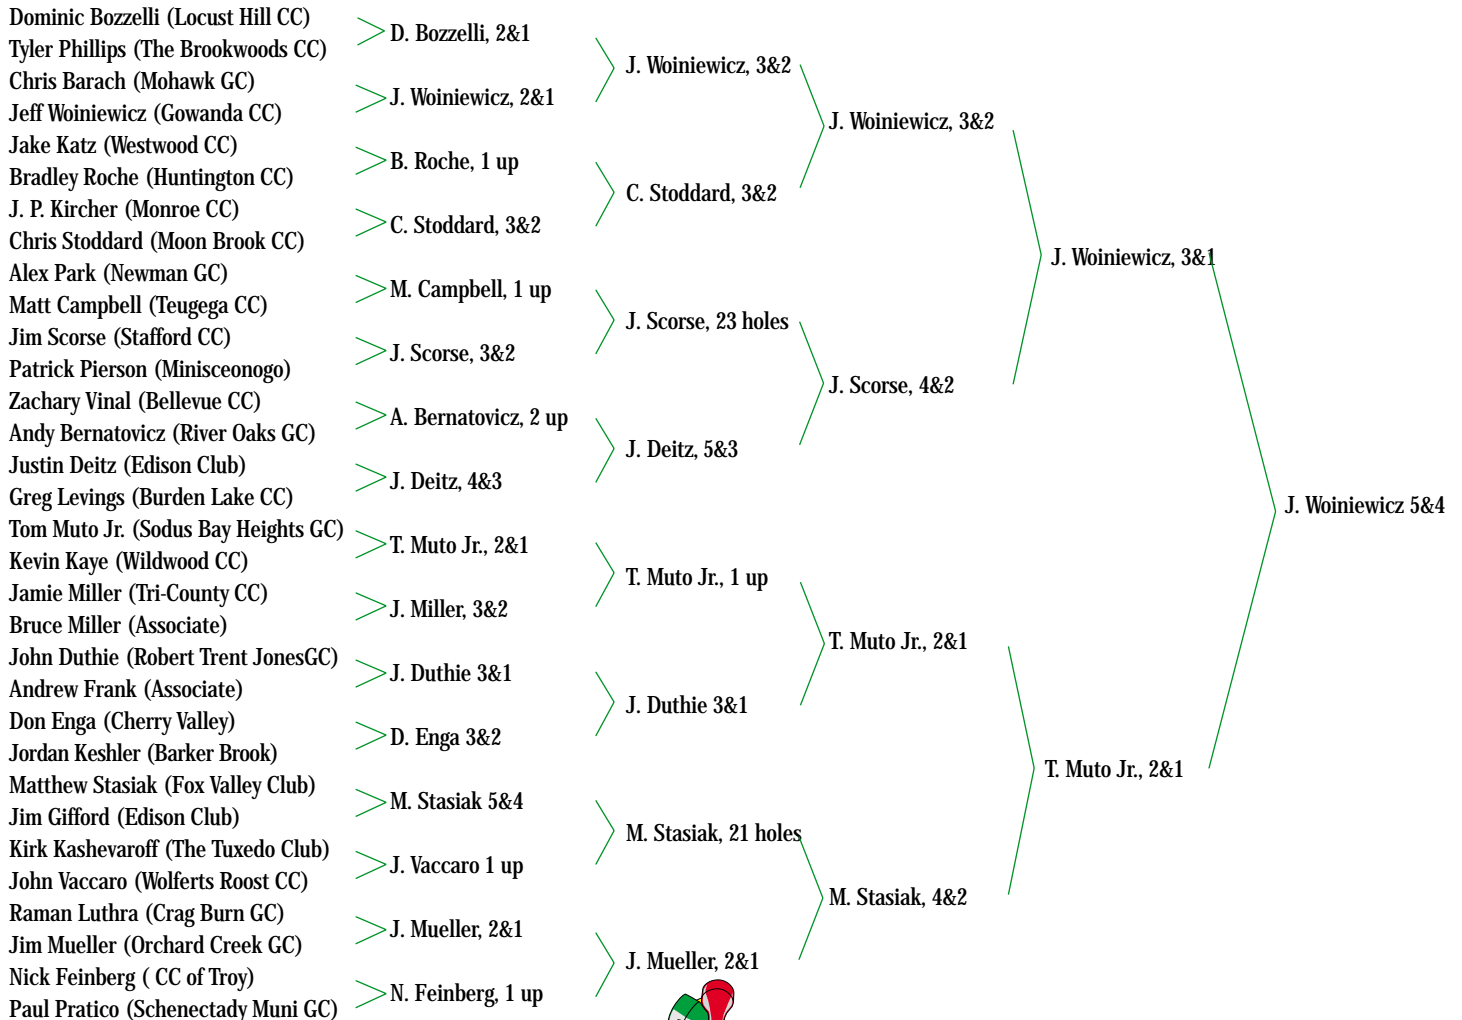 Dominic Bozzelli (Locust Hill CC)
Tyler Phillips (The Brookwoods CC)
Chris Barach (Mohawk GC)
Jeff Woiniewicz (Gowanda CC)
Jake Katz (Westwood CC)
Bradley Roche (Huntington CC)
J. P. Kircher (Monroe CC)
Chris Stoddard (Moon Brook CC)
Alex Park (Newman GC)
Matt Campbell (Teugega CC)
Jim Scorse (Stafford CC)
Patrick Pierson (Minisceonogo)
Zachary Vinal (Bellevue CC)
Andy Bernatovicz (River Oaks GC)
Justin Deitz (Edison Club)
Greg Levings (Burden Lake CC)
Tom Muto Jr. (Sodus Bay Heights GC)
Kevin Kaye (Wildwood CC)
Jamie Miller (Tri-County CC)
Bruce Miller (Associate)
John Duthie (Robert Trent JonesGC)
Andrew Frank (Associate)
Don Enga (Cherry Valley)
Jordan Keshler (Barker Brook)
Matthew Stasiak (Fox Valley Club)
Jim Gifford (Edison Club)
Kirk Kashevaroff (The Tuxedo Club)
John Vaccaro (Wolferts Roost CC)
Raman Luthra (Crag Burn GC)
Jim Mueller (Orchard Creek GC)
Nick Feinberg ( CC of Troy)
Paul Pratico (Schenectady Muni GC)
D. Bozzelli, 2&1
J. Woiniewicz, 2&1
B. Roche, 1 up
C. Stoddard, 3&2
M. Campbell, 1 up
J. Scorse, 3&2
A. Bernatovicz, 2 up
J. Deitz, 4&3
T. Muto Jr., 2&1
J. Miller, 3&2
J. Duthie 3&1
D. Enga 3&2
M. Stasiak 5&4
J. Vaccaro 1 up
J. Mueller, 2&1
N. Feinberg, 1 up
J. Woiniewicz, 3&2
C. Stoddard, 3&2
J. Scorse, 23 holes
J. Deitz, 5&3
T. Muto Jr., 1 up
J. Duthie 3&1
M. Stasiak, 21 holes
J. Mueller, 2&1
J. Woiniewicz, 3&2
J. Scorse, 4&2
T. Muto Jr., 2&1
M. Stasiak, 4&2
J. Woiniewicz, 3&1
T. Muto Jr., 2&1
J. Woiniewicz 5&4